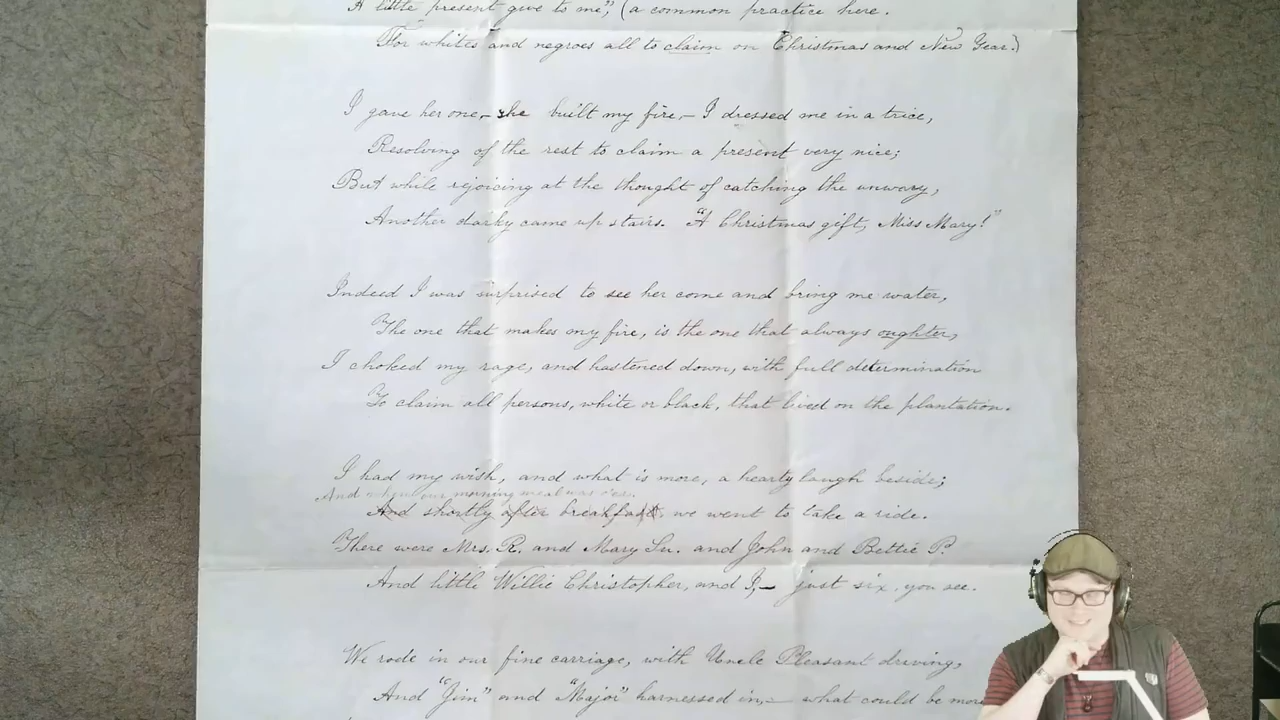 A little present give to me," (a common practice here.
For whites and negroes all to claim on Christmas and New Year.)
I gave her one,— she built my fire,— I dressed me in a trice,
Resolving of the rest to claim a present very nice;
But while rejoicing at the thought of catching the unwary,
Another darky came up stairs. "A Christmas gift, Miss Mary!"
Indeed I was surprised to see her come and bring me water,
The one that makes my fire, is the one that always oughter,
I choked my rage, and hastened down, with full determination
To claim all persons, white or black, that lived on the plantation.
I had my wish, and what is more, a hearty laugh beside;
And when our morning meal was o'er,
And shortly after breakfast, we went to take a ride.
There were Mrs. R. and Mary Su. and John and Bettie P.
And little Willie Christopher, and I,— just six, you see.
We rode in our fine carriage, with Uncle Pleasant driving,
And "Jim" and "Major" harnessed in,— what could be more